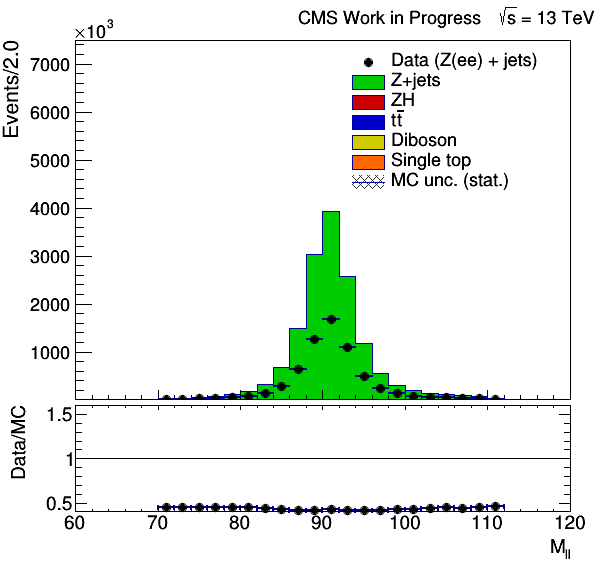 CMS Work in Progress √s = 13 TeV
×10³
Events/2.0
7000
6000
5000
4000
3000
2000
1000
Data (Z(ee) + jets)
Z+jets
ZH
tt̅
Diboson
Single top
MC unc. (stat.)
Data/MC
1.5
1
0.5
60 70 80 90 100 110 120
M_ll